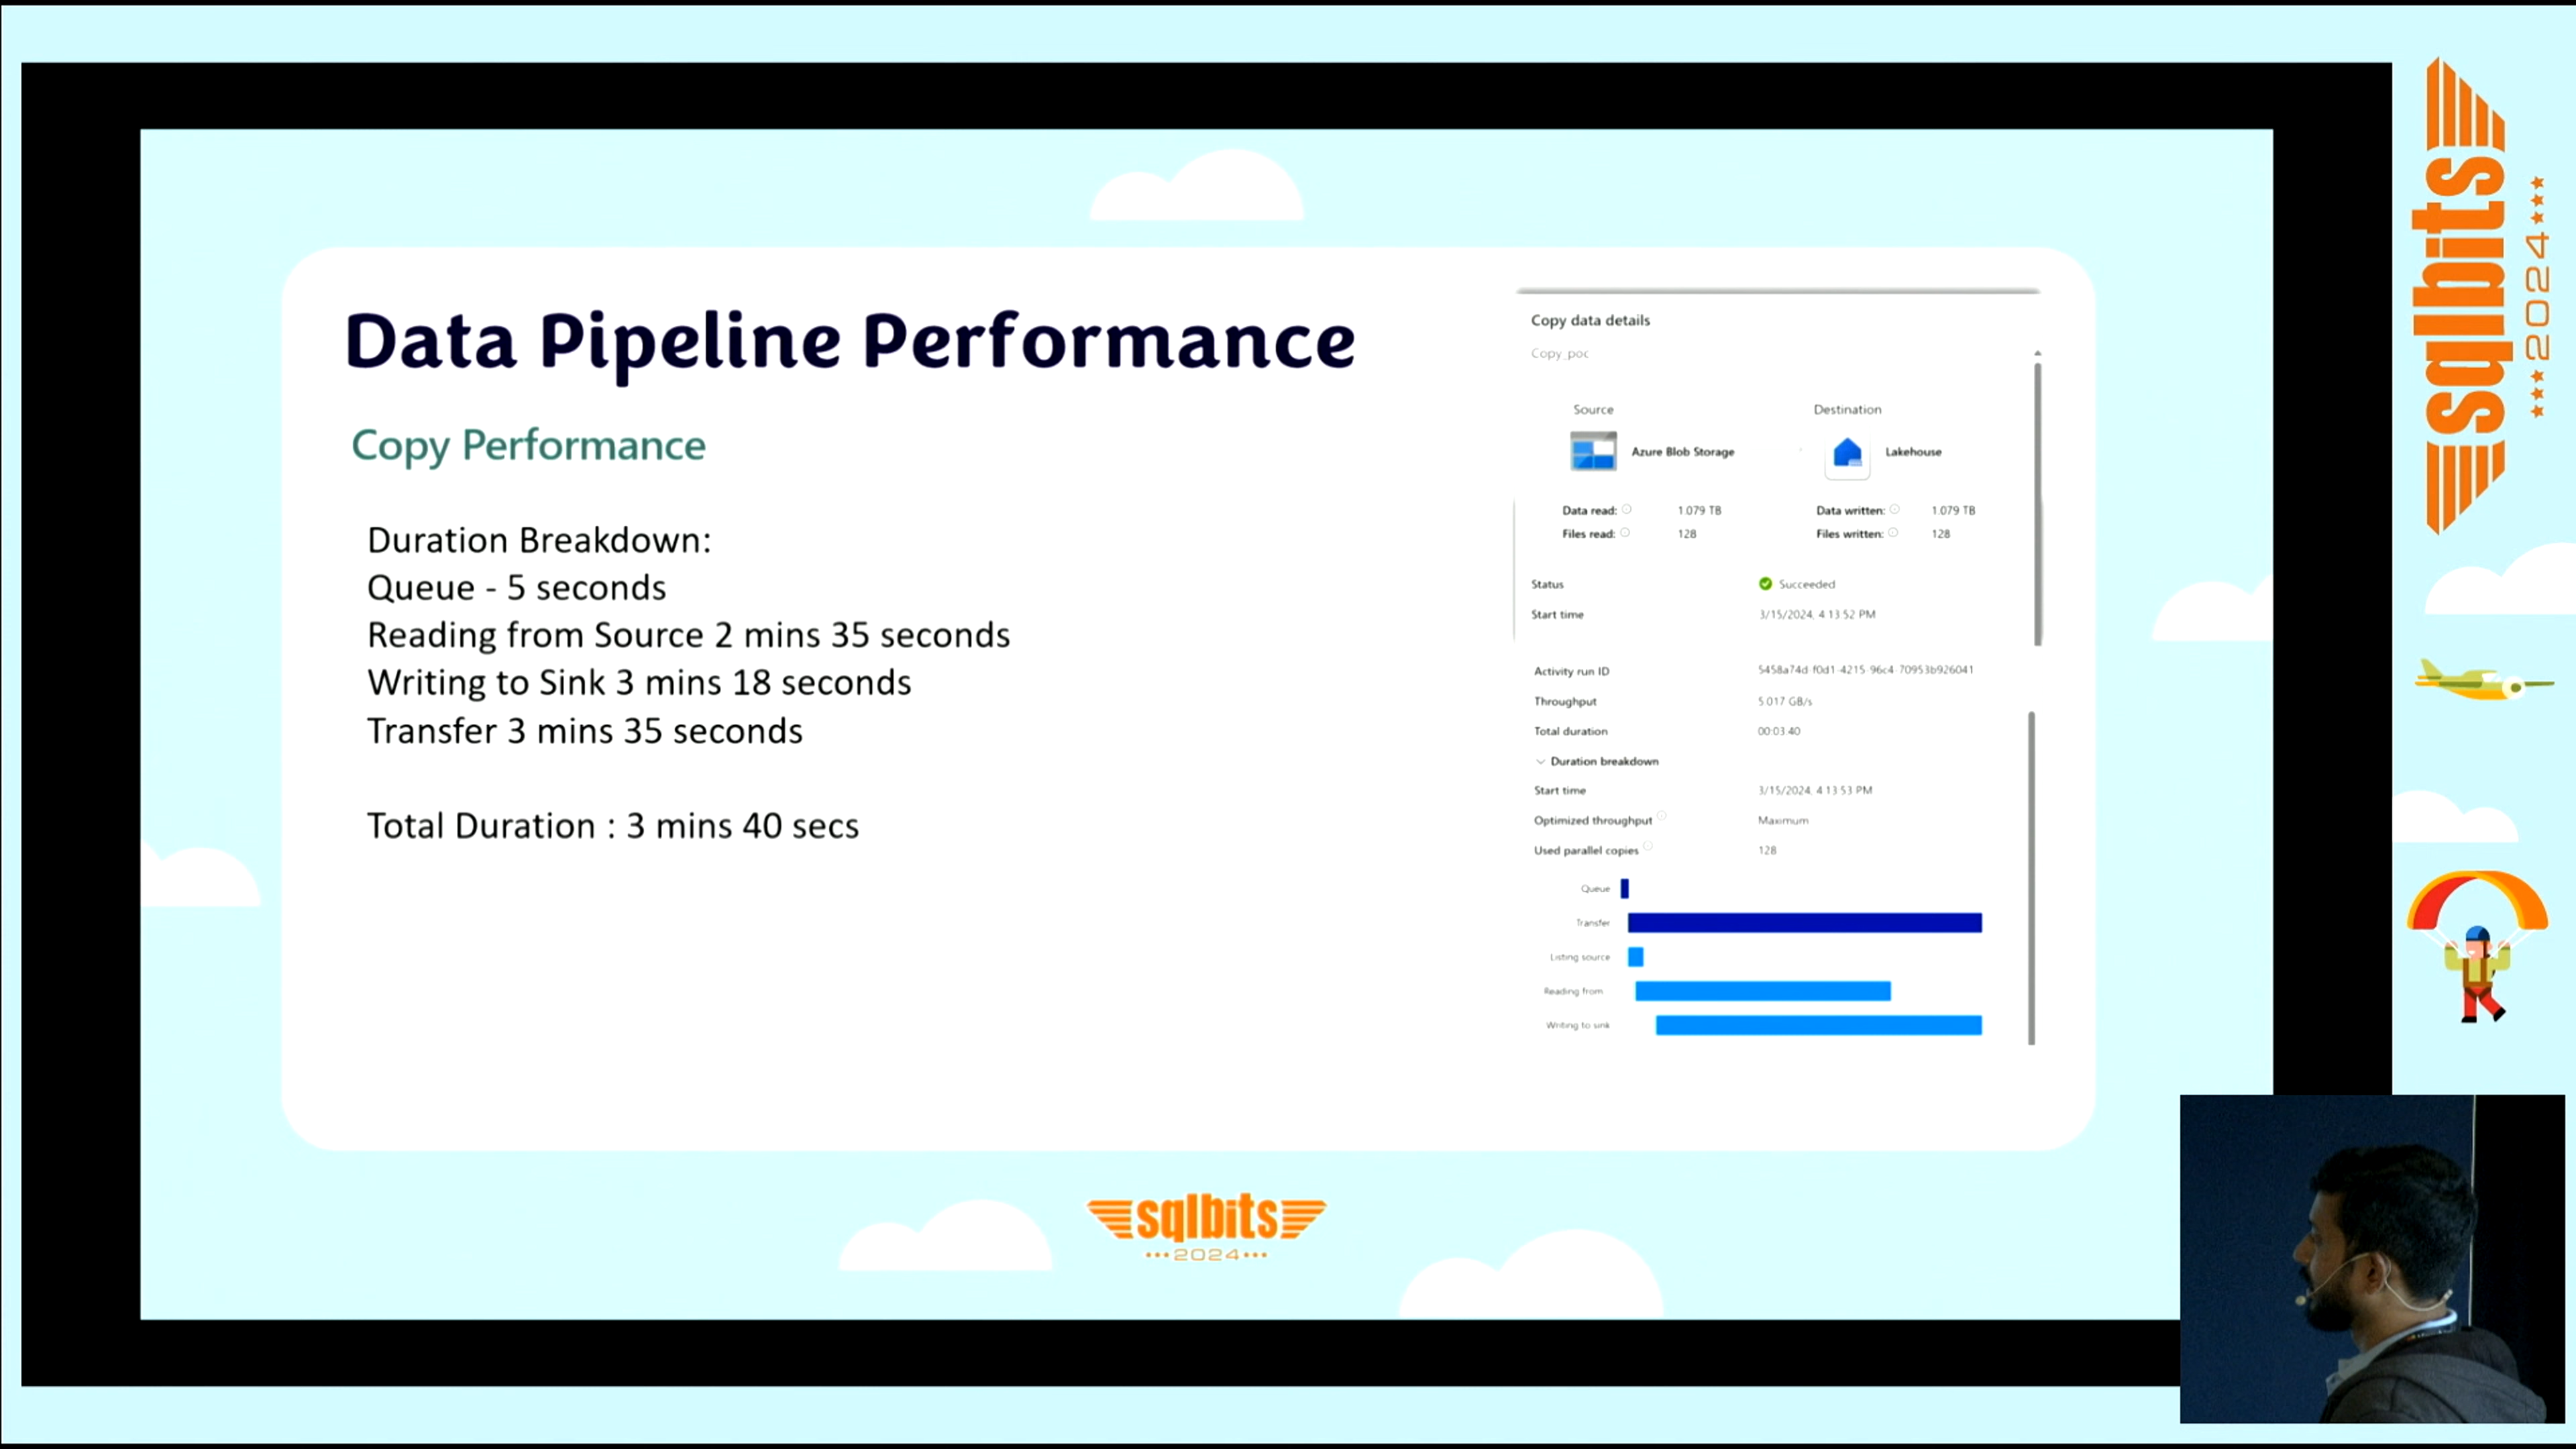 Data Pipeline Performance
Copy Performance
Duration Breakdown:
Queue - 5 seconds
Reading from Source 2 mins 35 seconds
Writing to Sink 3 mins 18 seconds
Transfer 3 mins 35 seconds
Total Duration : 3 mins 40 secs
Copy data details
Copy_poc
Source Destination
Azure Blob Storage Lakehouse
Data read: 1.079 TB Data written: 1.079 TB
Files read: 128 Files written: 128
Status Succeeded
Start time 3/15/2024, 4:13:52 PM
Activity run ID 5458a74d-f0d1-4215-96c4-70953b926041
Throughput 5.017 GB/s
Total duration 00:03:40
Duration breakdown
Start time 3/15/2024, 4:13:53 PM
Optimized throughput Maximum
Used parallel copies 128
Queue
Transfer
Listing source
Reading from
Writing to sink
sqlbits
2024
sqlbits
2024